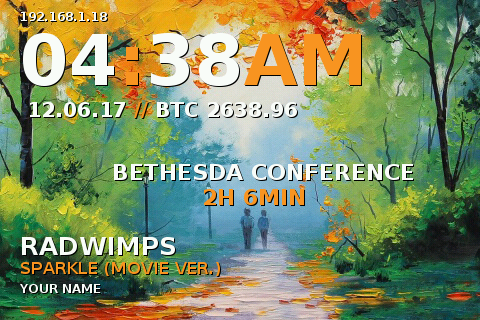 192.168.1.18
04:38AM
12.06.17 // BTC 2638.96
BETHESDA CONFERENCE
2H 6MIN
RADWIMPS
SPARKLE (MOVIE VER.)
YOUR NAME